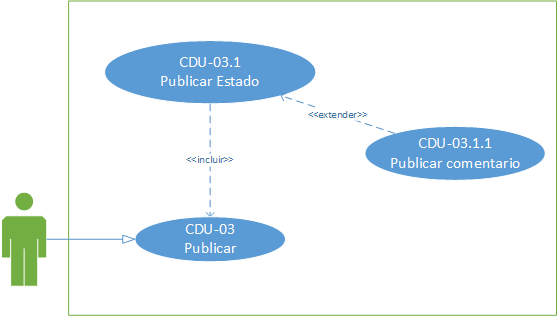 CDU-03.1
Publicar Estado
<<extender>>
CDU-03.1.1
Publicar comentario
<<incluir>>
CDU-03
Publicar